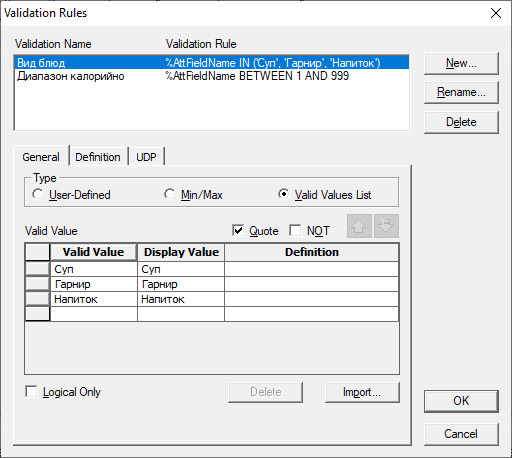 Validation Rules
Validation Name Validation Rule
Вид блюд %AttFieldName IN ('Суп', 'Гарнир', 'Напиток')
Диапазон калорийно %AttFieldName BETWEEN 1 AND 999
New...
Rename...
Delete
General Definition UDP
Type
User-Defined Min/Max Valid Values List
Valid Value Quote NOT
Valid Value Display Value Definition
Суп Суп
Гарнир Гарнир
Напиток Напиток
Logical Only Delete Import...
OK
Cancel